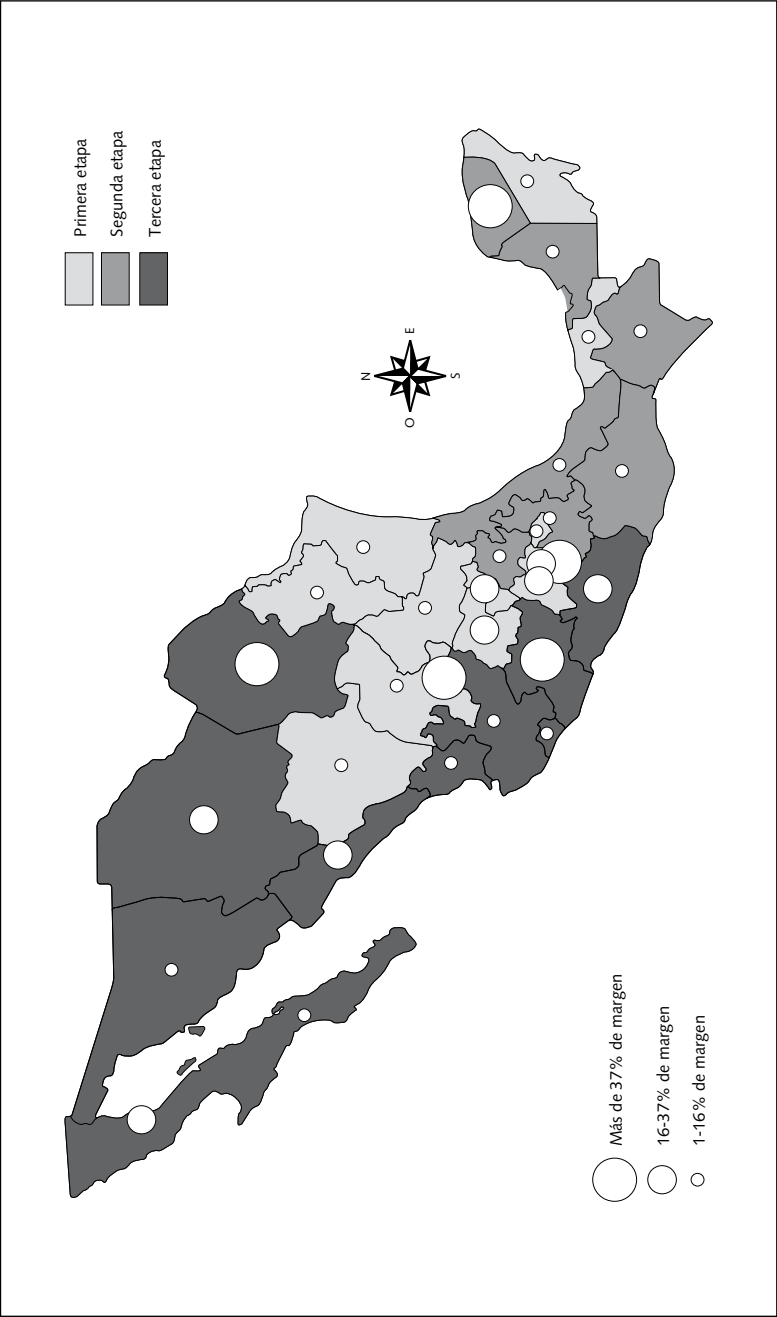 Primera etapa
Segunda etapa
Tercera etapa
N
E
S
O
Más de 37% de margen
16-37% de margen
1-16% de margen